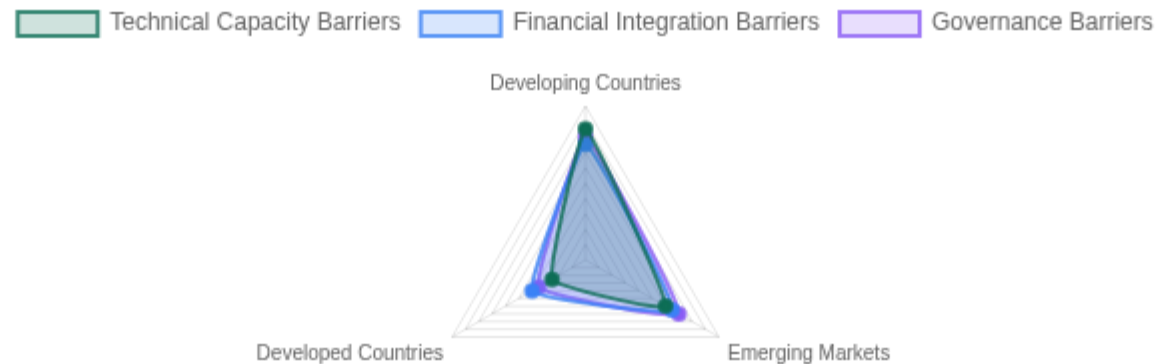 Technical Capacity Barriers Financial Integration Barriers Governance Barriers
Developing Countries
Developed Countries Emerging Markets